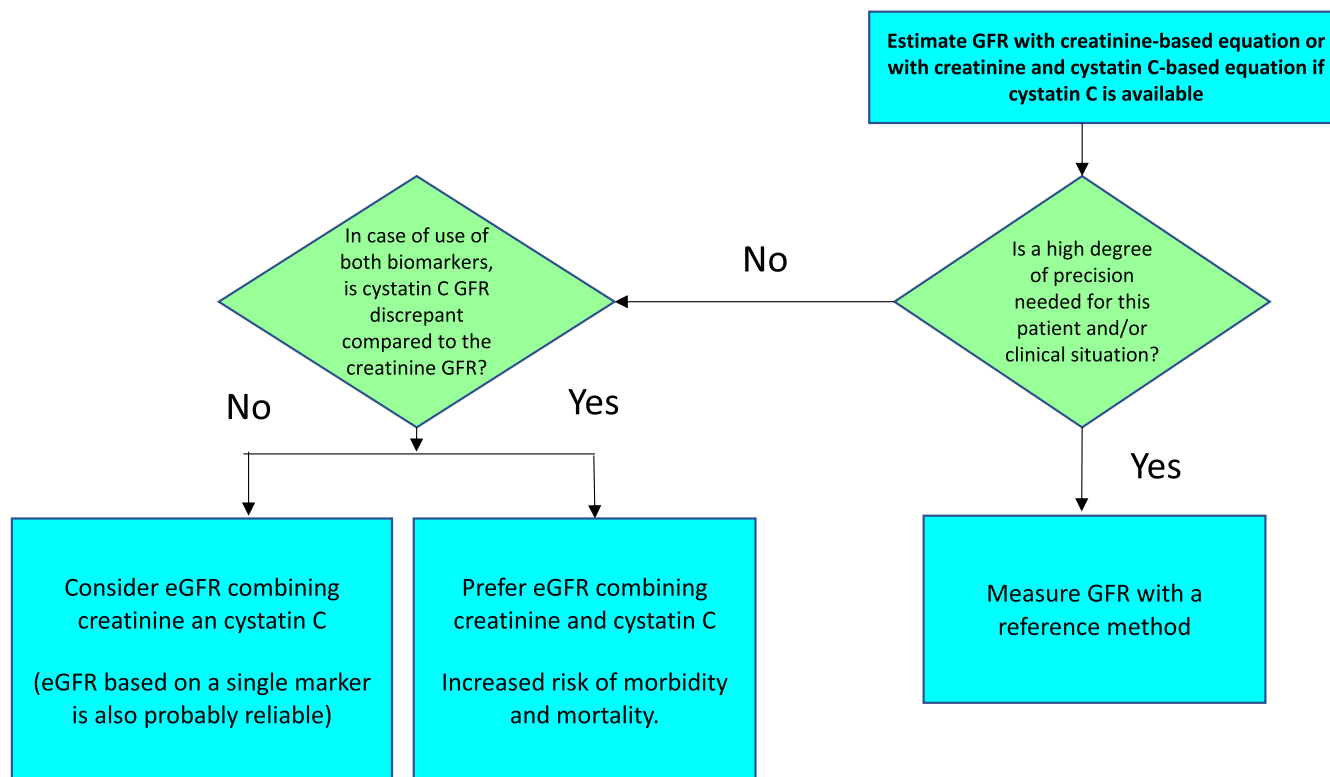 Estimate GFR with creatinine-based equation or
with creatinine and cystatin C-based equation if
cystatin C is available
Is a high degree
of precision
needed for this
patient and/or
clinical situation?
No
In case of use of
both biomarkers,
is cystatin C GFR
discrepant
compared to the
creatinine GFR?
No
Yes
Yes
Consider eGFR combining
creatinine an cystatin C
(eGFR based on a single marker
is also probably reliable)
Prefer eGFR combining
creatinine and cystatin C
Increased risk of morbidity
and mortality.
Measure GFR with a
reference method